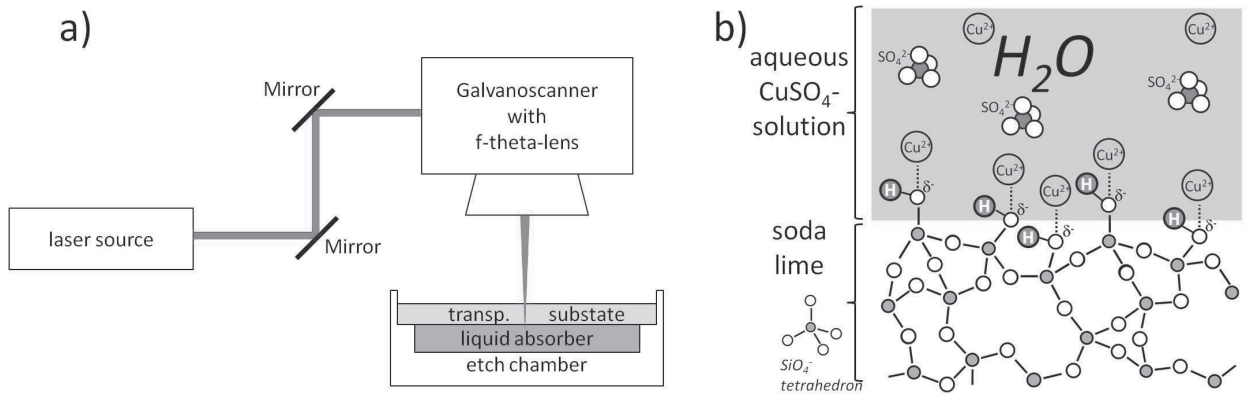 a)
Mirror
Galvanoscanner
with
f-theta-lens
laser source
Mirror
transp. substate
liquid absorber
etch chamber
b)
aqueous
CuSO₄-
solution
H₂O
Cu²⁺
Cu²⁺
SO₄²⁻
SO₄²⁻
SO₄²⁻
Cu²⁺
Cu²⁺
Cu²⁺
Cu²⁺
Cu²⁺
H
δ⁻
H
δ⁻
H
δ⁻
H
δ⁻
H
δ⁻
soda
lime
SiO₄⁻
tetrahedron